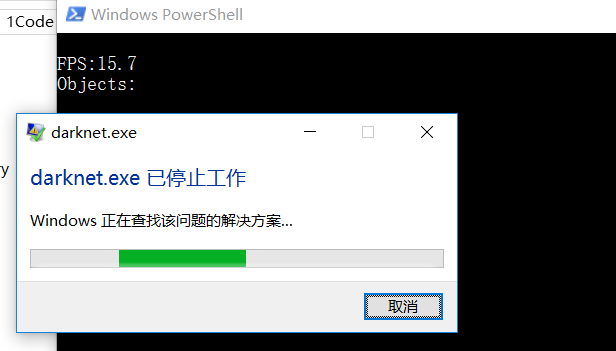 1Code
Windows PowerShell
FPS:15.7
Objects:
darknet.exe
ry
darknet.exe 已停止工作
Windows 正在查找该问题的解决方案...
取消